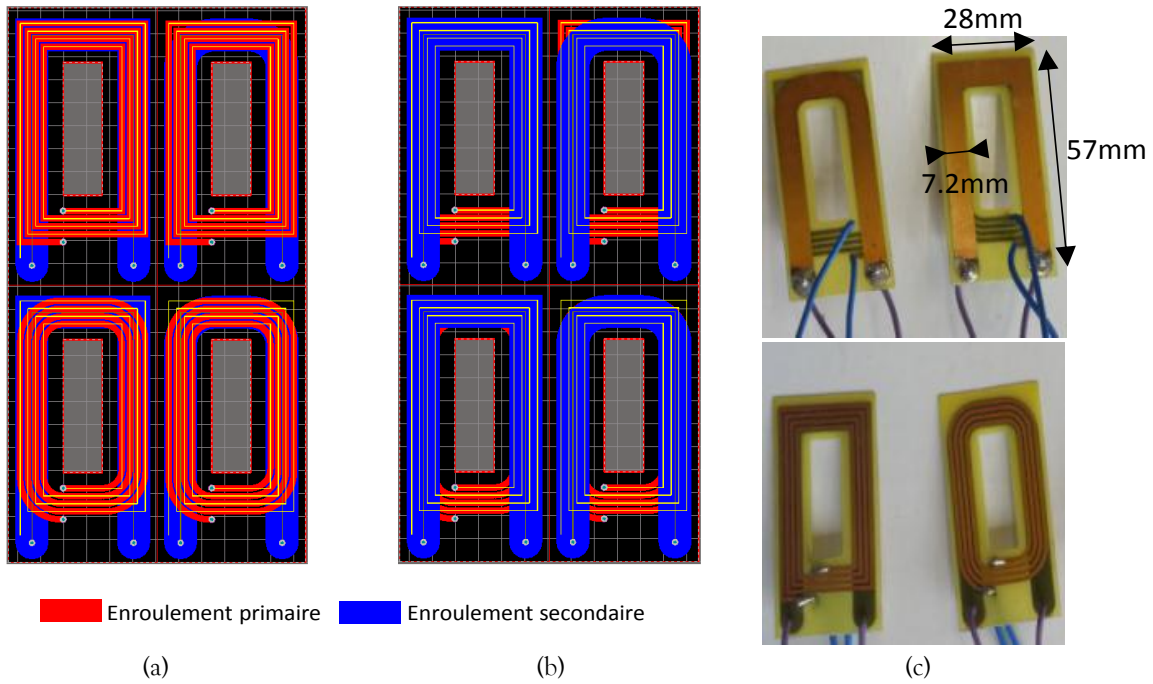 28mm
57mm
7.2mm
Enroulement primaire
Enroulement secondaire
(a)
(b)
(c)